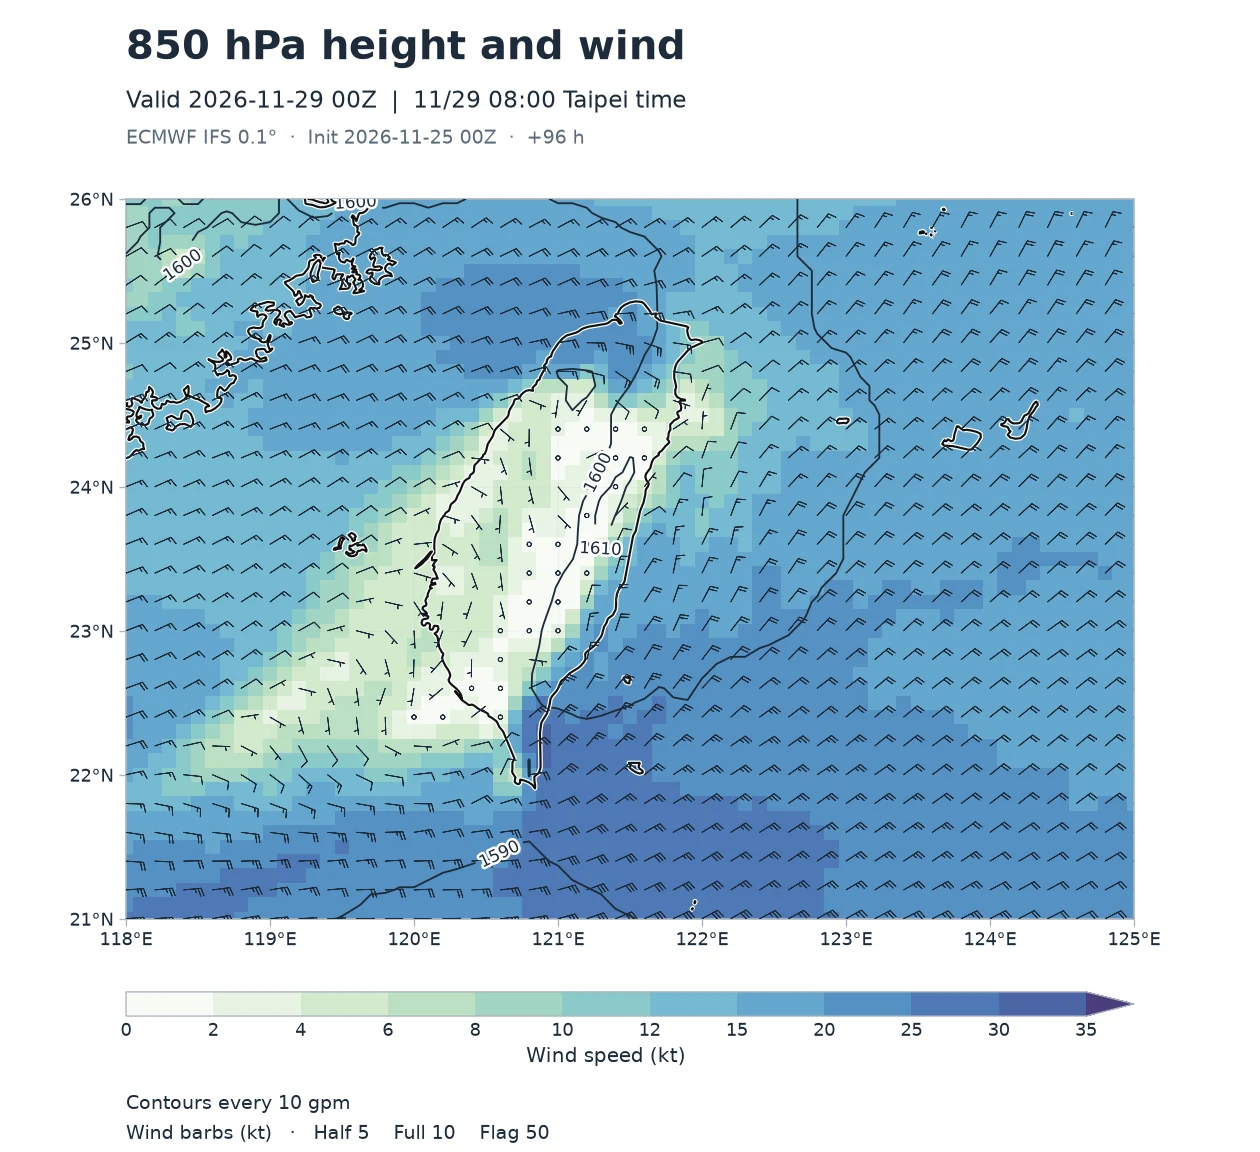 850 hPa height and wind
Valid 2026-11-29 00Z | 11/29 08:00 Taipei time
ECMWF IFS 0.1° · Init 2026-11-25 00Z · +96 h
26°N
25°N
24°N
23°N
22°N
21°N
1600
1600
1600
1610
1590
118°E 119°E 120°E 121°E 122°E 123°E 124°E 125°E
0 2 4 6 8 10 12 15 20 25 30 35
Wind speed (kt)
Contours every 10 gpm
Wind barbs (kt) · Half 5 Full 10 Flag 50